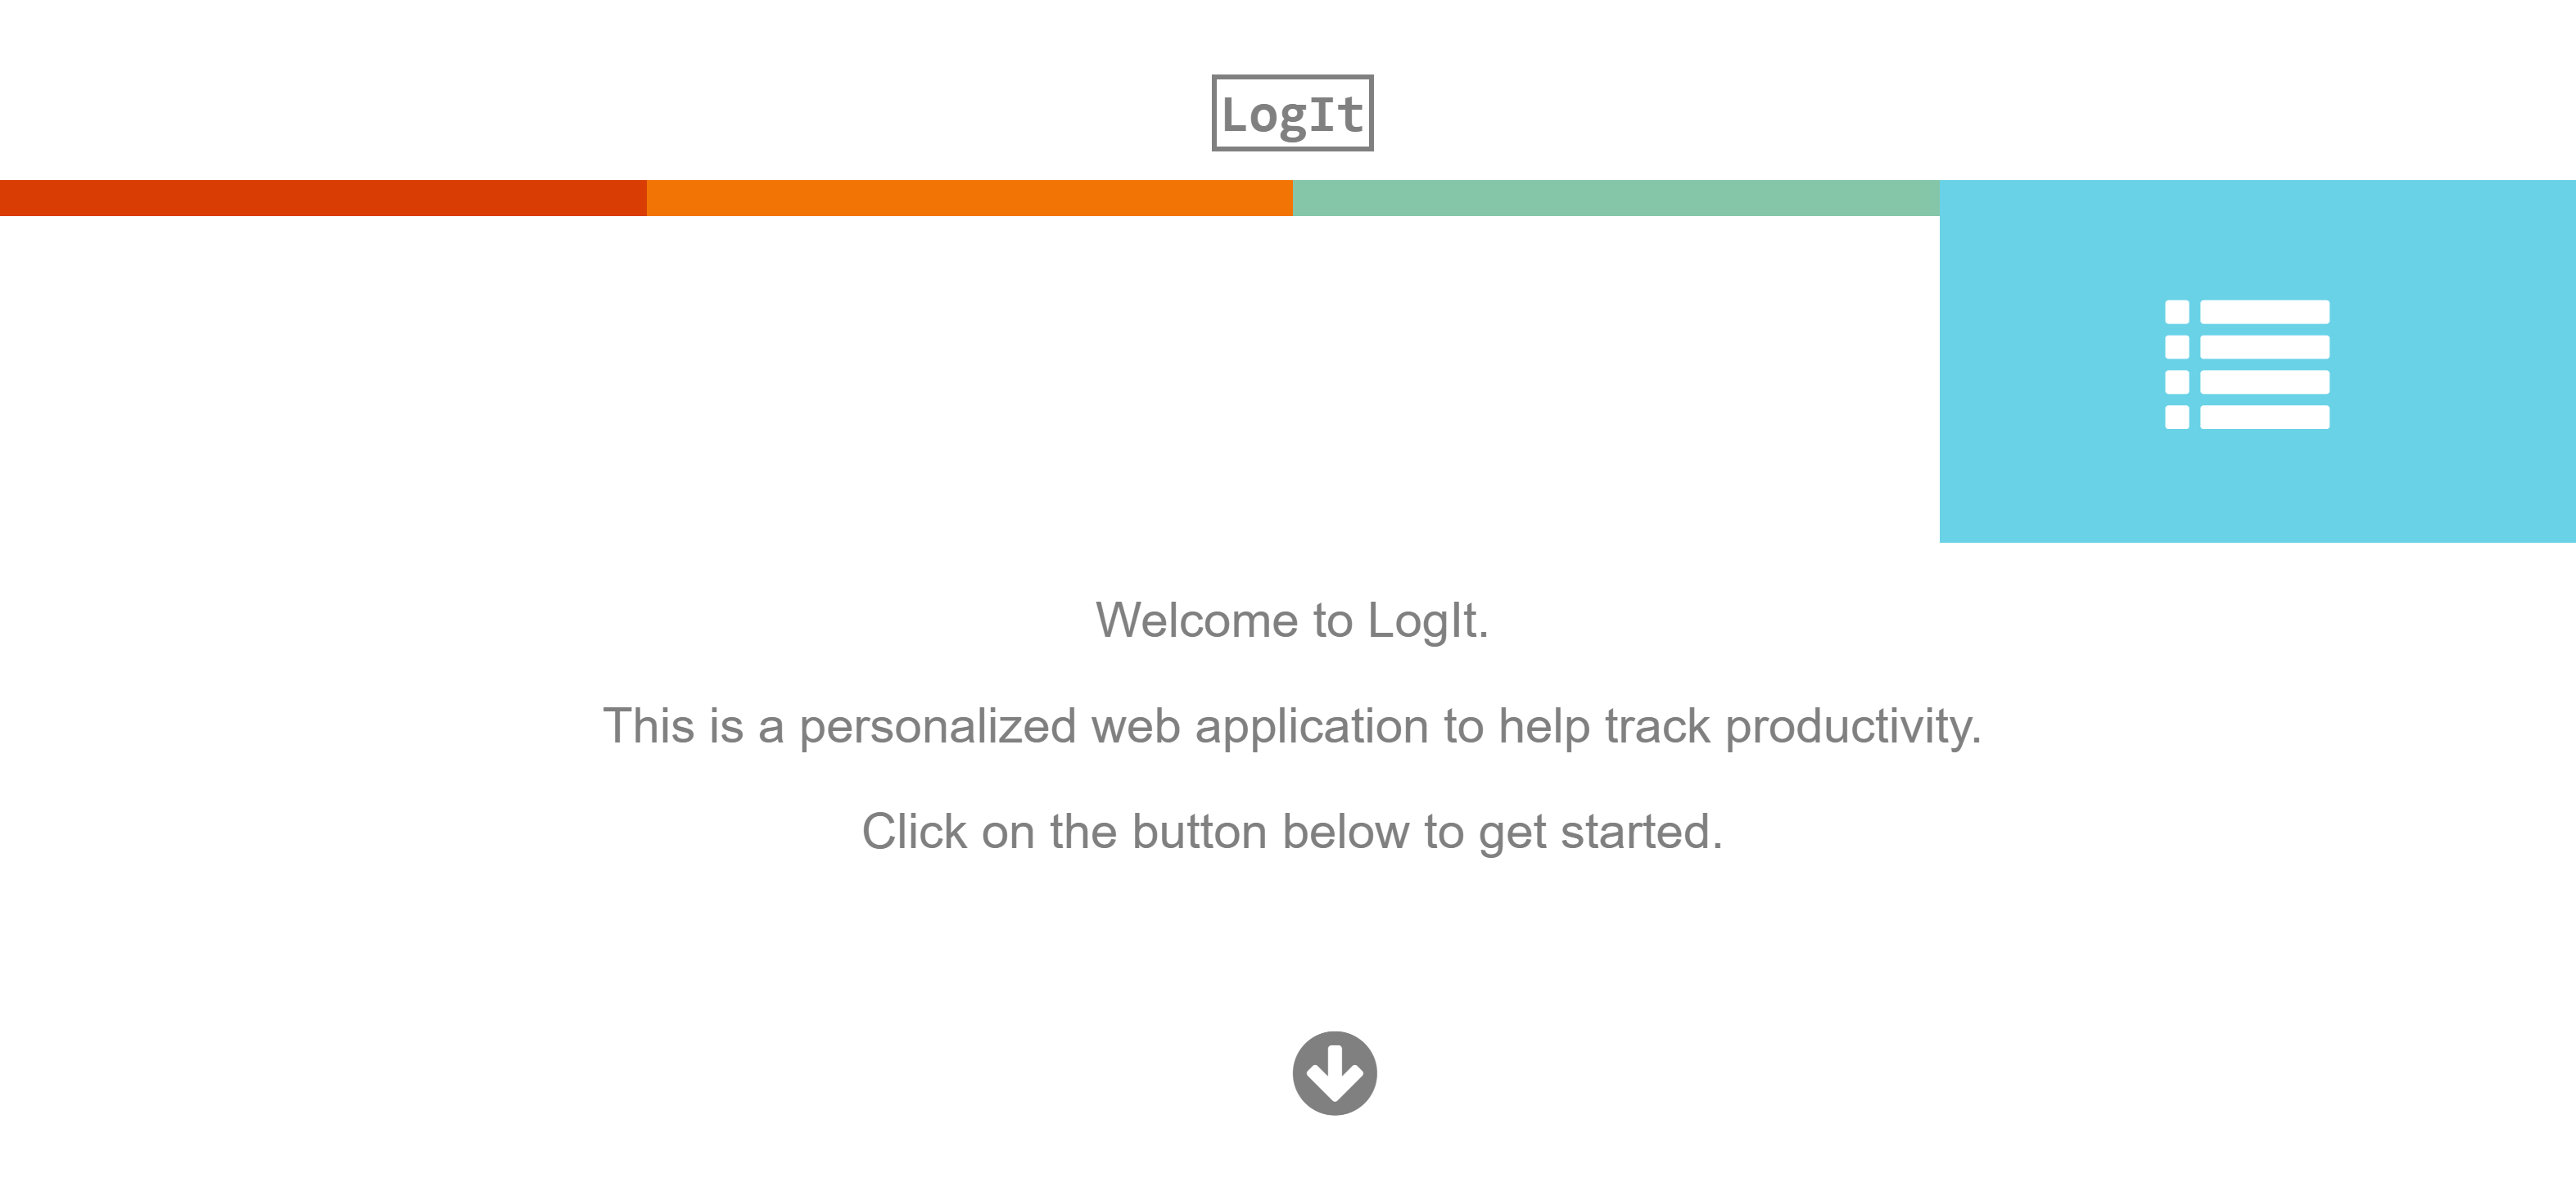 LogIt
Welcome to LogIt.
This is a personalized web application to help track productivity.
Click on the button below to get started.